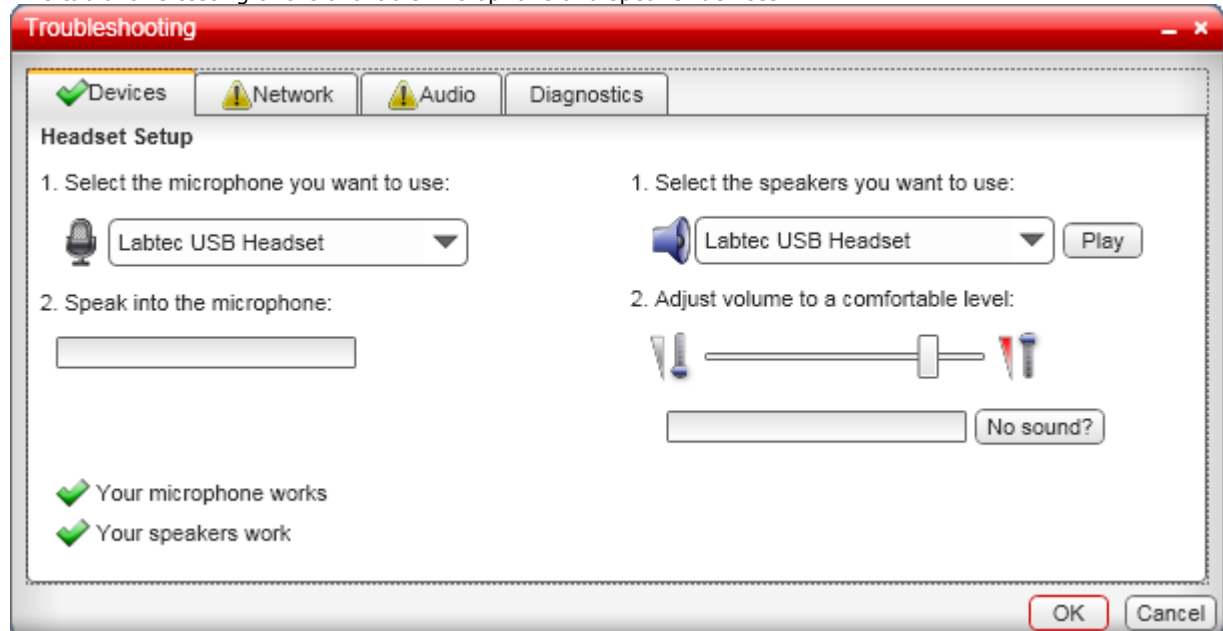 Troubleshooting
Devices Network Audio Diagnostics
Headset Setup
1. Select the microphone you want to use:
Labtec USB Headset
2. Speak into the microphone:
1. Select the speakers you want to use:
Labtec USB Headset Play
2. Adjust volume to a comfortable level:
No sound?
Your microphone works
Your speakers work
OK Cancel